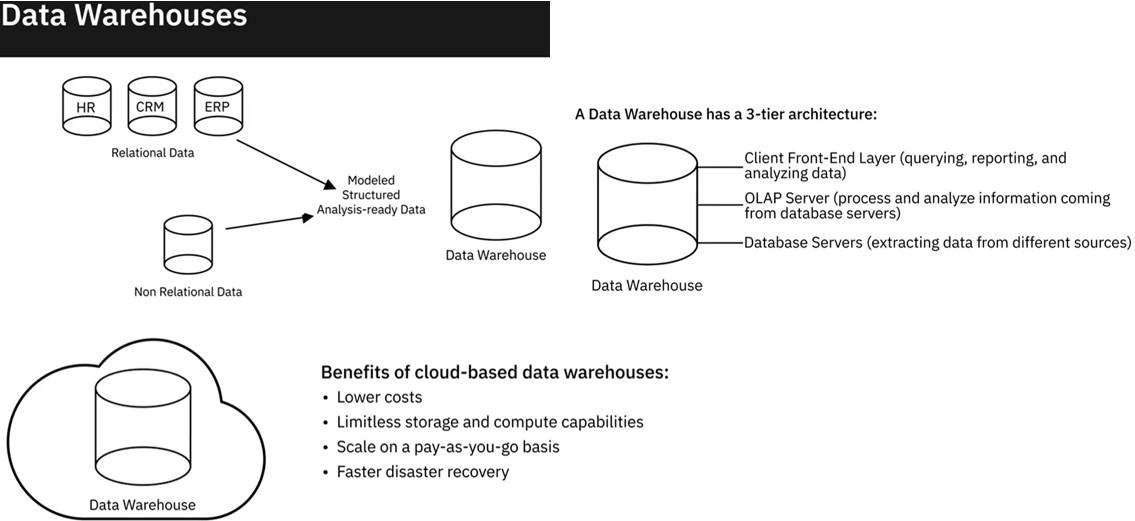 Data Warehouses
HR
CRM
ERP
Relational Data
Modeled
Structured
Analysis-ready Data
Non Relational Data
Data Warehouse
A Data Warehouse has a 3-tier architecture:
Client Front-End Layer (querying, reporting, and
analyzing data)
OLAP Server (process and analyze information coming
from database servers)
Database Servers (extracting data from different sources)
Data Warehouse
Data Warehouse
Benefits of cloud-based data warehouses:
• Lower costs
• Limitless storage and compute capabilities
• Scale on a pay-as-you-go basis
• Faster disaster recovery